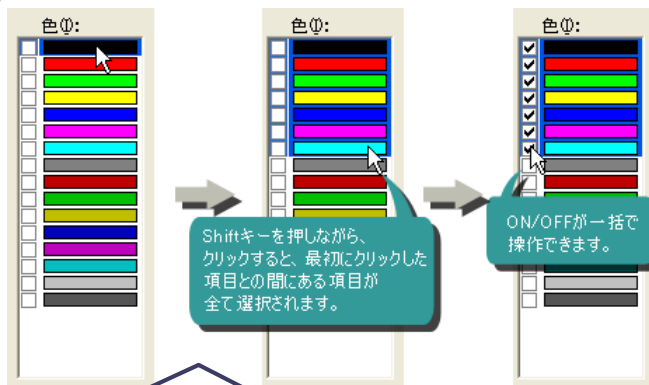 色(I):
色(I):
色(I):
Shiftキーを押しながら、
クリックすると、最初にクリックした
項目との間にある項目が
全て選択されます。
ON/OFFが一括で
操作できます。